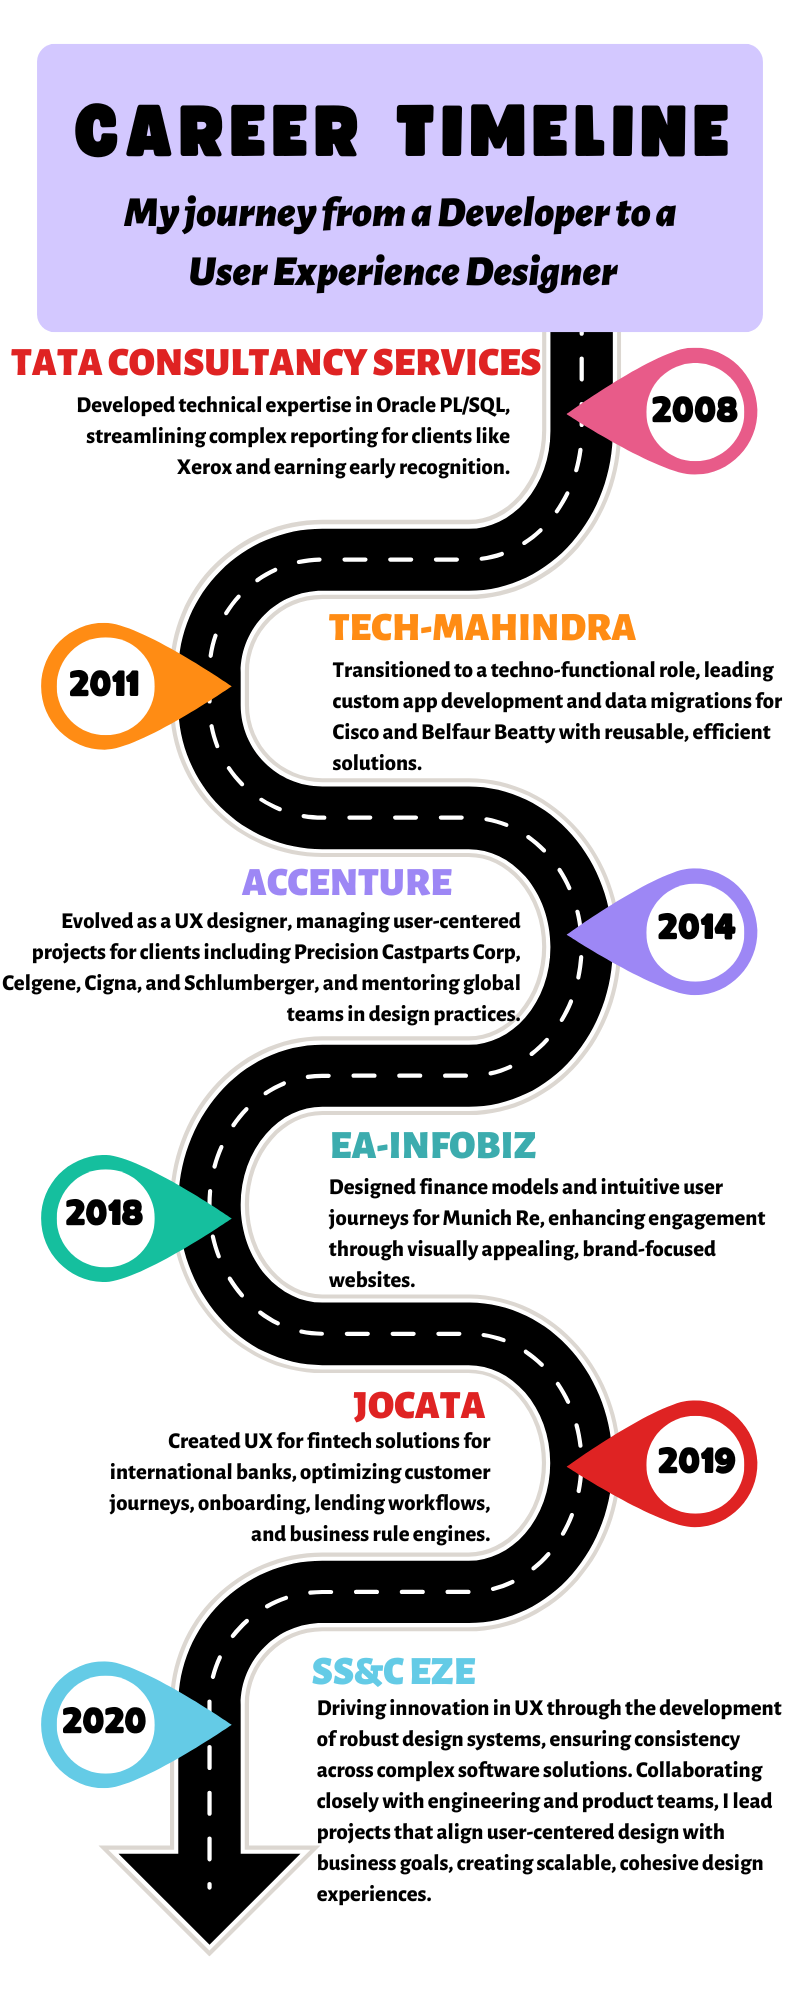 CAREER TIMELINE
My journey from a Developer to a
User Experience Designer
TATA CONSULTANCY SERVICES
2008
Developed technical expertise in Oracle PL/SQL,
streamlining complex reporting for clients like
Xerox and earning early recognition.
TECH-MAHINDRA
2011
Transitioned to a techno-functional role, leading
custom app development and data migrations for
Cisco and Belfaur Beatty with reusable, efficient
solutions.
ACCENTURE
2014
Evolved as a UX designer, managing user-centered
projects for clients including Precision Castparts Corp,
Celgene, Cigna, and Schlumberger, and mentoring global
teams in design practices.
EA-INFOBIZ
2018
Designed finance models and intuitive user
journeys for Munich Re, enhancing engagement
through visually appealing, brand-focused
websites.
JOCATA
2019
Created UX for fintech solutions for
international banks, optimizing customer
journeys, onboarding, lending workflows,
and business rule engines.
SS&C EZE
2020
Driving innovation in UX through the development
of robust design systems, ensuring consistency
across complex software solutions. Collaborating
closely with engineering and product teams, I lead
projects that align user-centered design with
business goals, creating scalable, cohesive design
experiences.